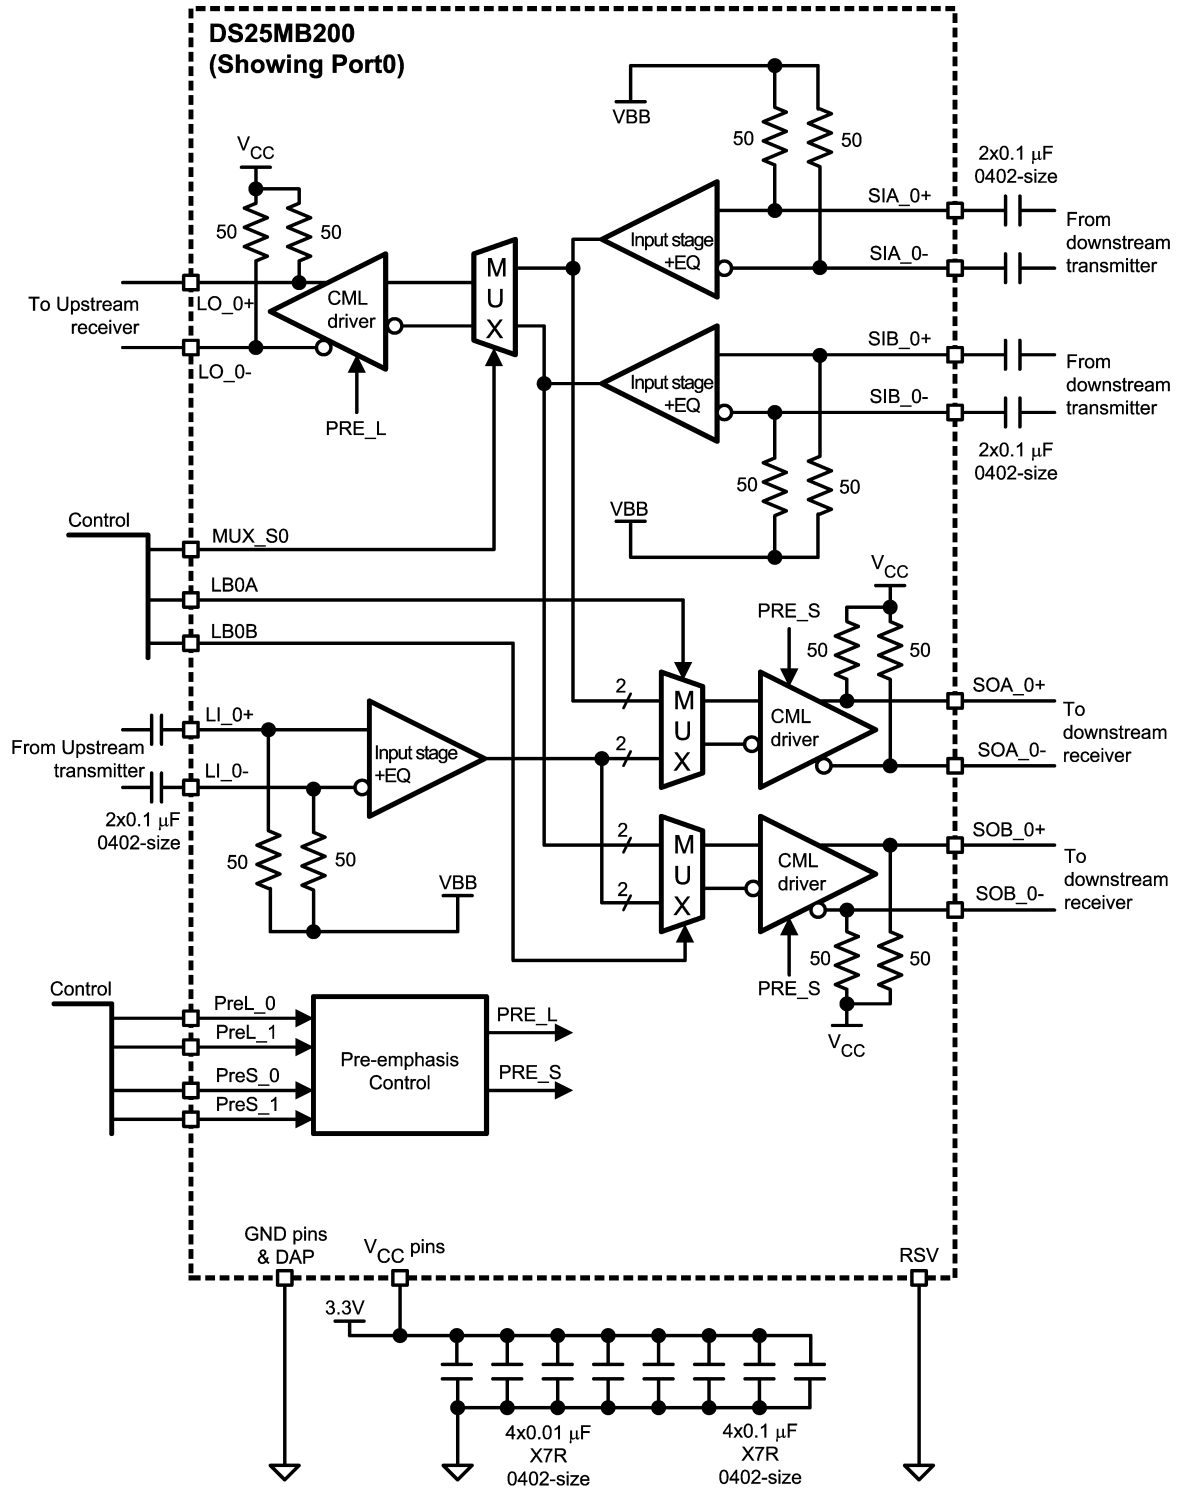 DS25MB200
(Showing Port0)
VBB
50
50
2x0.1 μF
0402-size
VCC
50
50
SIA_0+
SIA_0-
From
downstream
transmitter
Input stage
+EQ
MUX
CML
driver
LO_0+
LO_0-
To Upstream
receiver
PRE_L
SIB_0+
SIB_0-
From
downstream
transmitter
Input stage
+EQ
2x0.1 μF
0402-size
50
50
VBB
Control
MUX_S0
LB0A
LB0B
VCC
PRE_S
50
50
2
2
MUX
CML
driver
SOA_0+
SOA_0-
To
downstream
receiver
LI_0+
LI_0-
From Upstream
transmitter
Input stage
+EQ
2x0.1 μF
0402-size
50
50
VBB
2
2
MUX
CML
driver
SOB_0+
SOB_0-
To
downstream
receiver
PRE_S
50
50
VCC
Control
PreL_0
PreL_1
PreS_0
PreS_1
Pre-emphasis
Control
PRE_L
PRE_S
GND pins
& DAP
VCC pins
RSV
3.3V
4x0.01 μF
X7R
0402-size
4x0.1 μF
X7R
0402-size